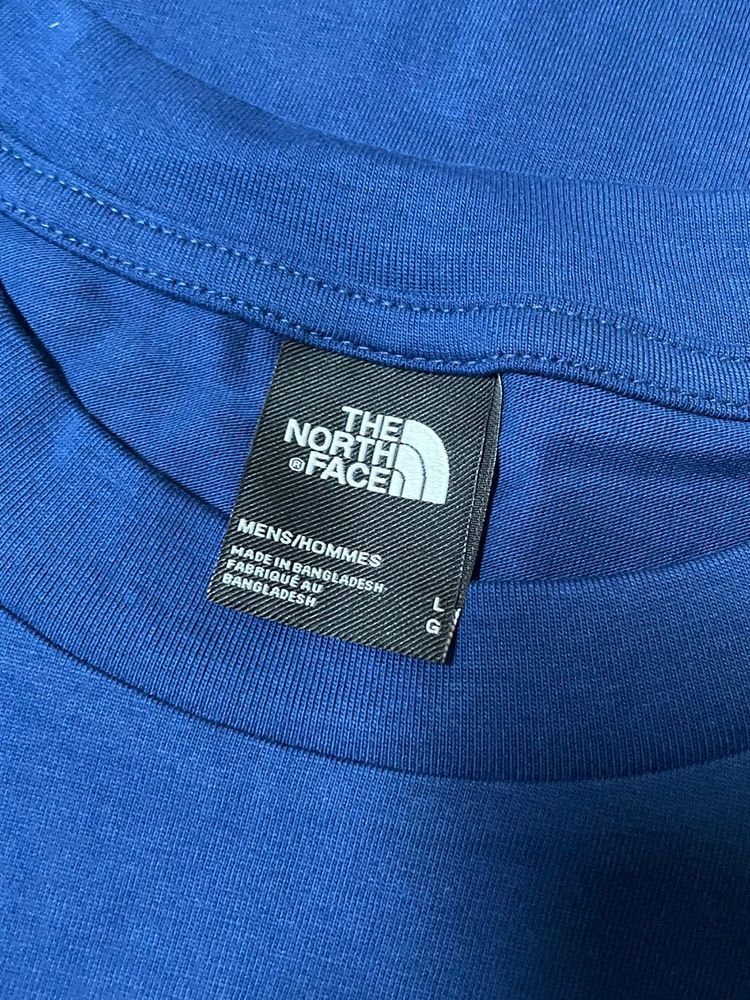 THE
NORTH
®FACE
MENS/HOMMES
MADE IN BANGLADESH
FABRIQUÉ AU
BANGLADESH
L
G